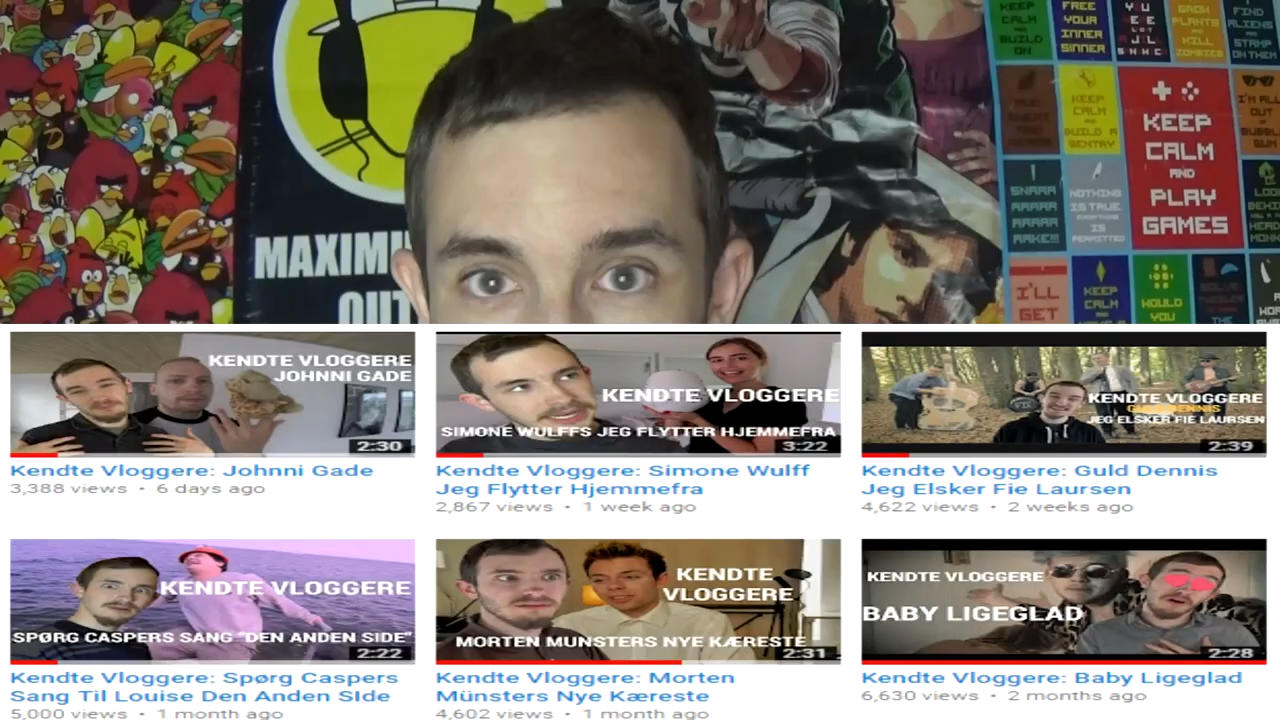 MAXIMU
OUT
KEEP
CALM
AND
BUILD
ON
FREE
YOUR
INNER
SINNER
GROW
PLANTS
AND
KILL
ZOMBIES
FIND
ALIENS
AND
STAMP
ON THEM
KEEP
CALM
AND
BUILD A
SENTRY
KEEP
CALM
AND
PLAY
GAMES
I'M ALL
OUT
OF
BUBBLE
GUM
SNARR
RRRRR
RRRRR
RAKE!!!
NOTHING
IS TRUE.
EVERYTHING
IS
PERMITTED
I'LL
GET
KEEP
CALM
WOULD
YOU
KENDTE VLOGGERE
JOHNNI GADE
2:30
KENDTE VLOGGERE
SIMONE WULFFS JEG FLYTTER HJEMMEFRA
3:22
KENDTE VLOGGERE
GULD DENNIS
JEG ELSKER FIE LAURSEN
2:39
Kendte Vloggere: Johnni Gade
3,388 views • 6 days ago
Kendte Vloggere: Simone Wulff
Jeg Flytter Hjemmefra
2,867 views • 1 week ago
Kendte Vloggere: Guld Dennis
Jeg Elsker Fie Laursen
4,622 views • 2 weeks ago
KENDTE VLOGGERE
SPØRG CASPERS SANG "DEN ANDEN SIDE"
2:22
KENDTE
VLOGGERE
MORTEN MUNSTERS NYE KÆRESTE
2:31
KENDTE VLOGGERE
BABY LIGEGLAD
2:28
Kendte Vloggere: Spørg Caspers
Sang Til Louise Den Anden SIde
5,000 views • 1 month ago
Kendte Vloggere: Morten
Münsters Nye Kæreste
4,602 views • 1 month ago
Kendte Vloggere: Baby Ligeglad
6,630 views • 2 months ago